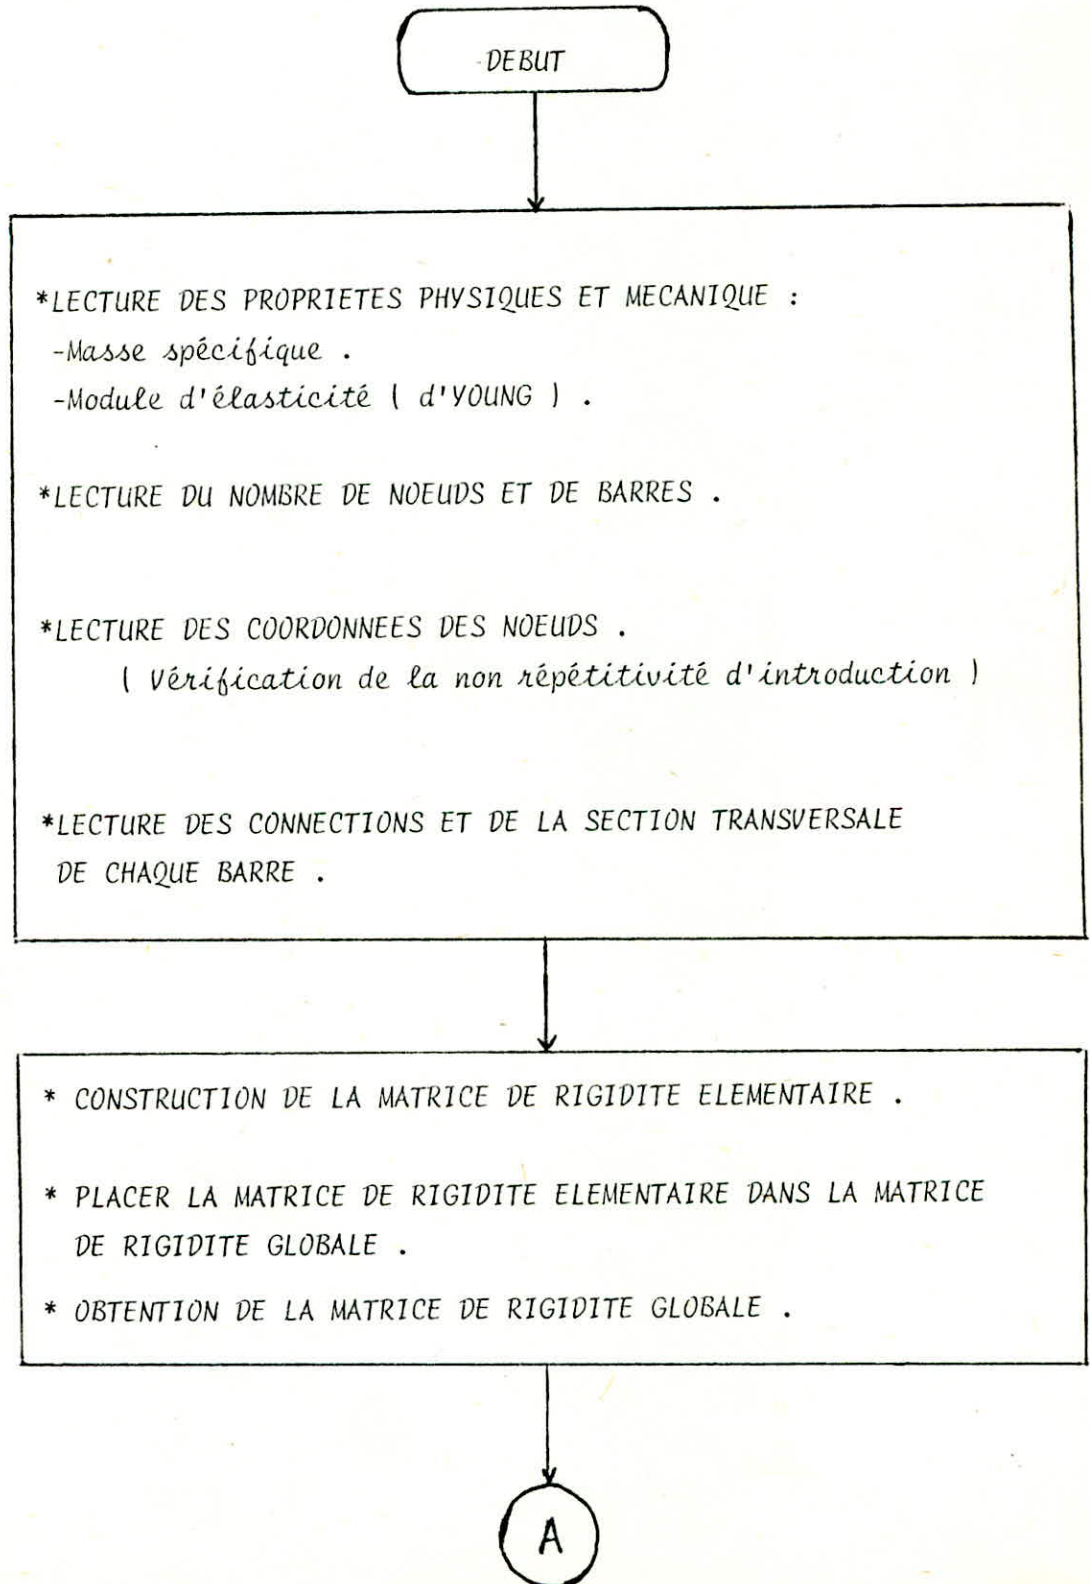 DEBUT
*LECTURE DES PROPRIETES PHYSIQUES ET MECANIQUE :
-Masse spécifique .
-Module d'élasticité ( d'YOUNG ) .
*LECTURE DU NOMBRE DE NOEUDS ET DE BARRES .
*LECTURE DES COORDONNEES DES NOEUDS .
( Vérification de la non répétitivité d'introduction )
*LECTURE DES CONNECTIONS ET DE LA SECTION TRANSVERSALE
DE CHAQUE BARRE .
* CONSTRUCTION DE LA MATRICE DE RIGIDITE ELEMENTAIRE .
* PLACER LA MATRICE DE RIGIDITE ELEMENTAIRE DANS LA MATRICE
DE RIGIDITE GLOBALE .
* OBTENTION DE LA MATRICE DE RIGIDITE GLOBALE .
A